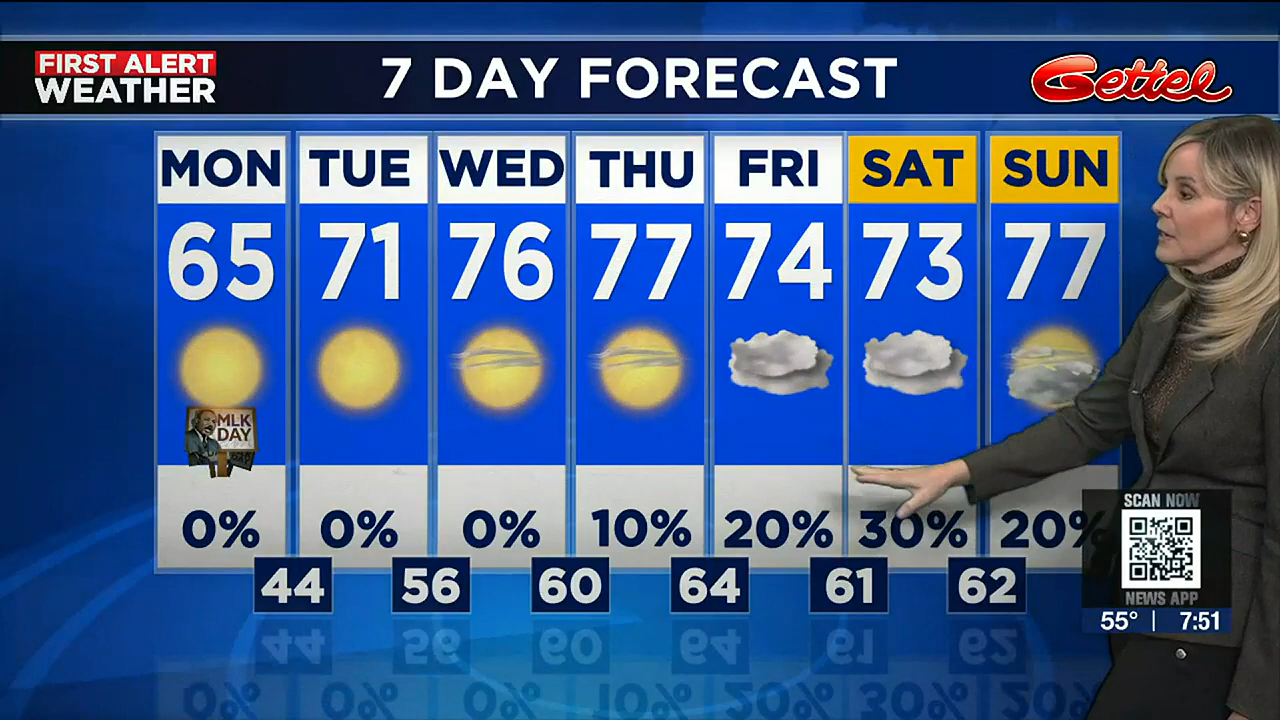 FIRST ALERT
WEATHER
7 DAY FORECAST
Gettel
MON TUE WED THU FRI SAT SUN
65 71 76 77 74 73 77
MLK
DAY
0% 0% 0% 10% 20% 30% 20%
44 56 60 64 61 62
SCAN NOW
NEWS APP
55° | 7:51